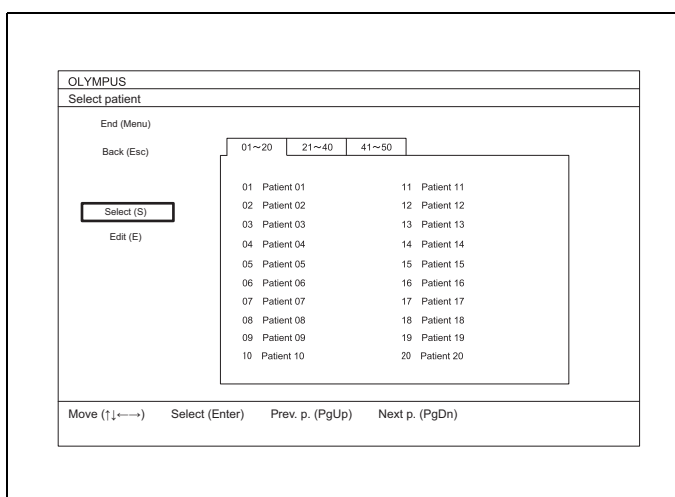 OLYMPUS
Select patient
End (Menu)
Back (Esc)
Select (S)
Edit (E)
01~20 21~40 41~50
01 Patient 01 11 Patient 11
02 Patient 02 12 Patient 12
03 Patient 03 13 Patient 13
04 Patient 04 14 Patient 14
05 Patient 05 15 Patient 15
06 Patient 06 16 Patient 16
07 Patient 07 17 Patient 17
08 Patient 08 18 Patient 18
09 Patient 09 19 Patient 19
10 Patient 10 20 Patient 20
Move (↑↓←→) Select (Enter) Prev. p. (PgUp) Next p. (PgDn)